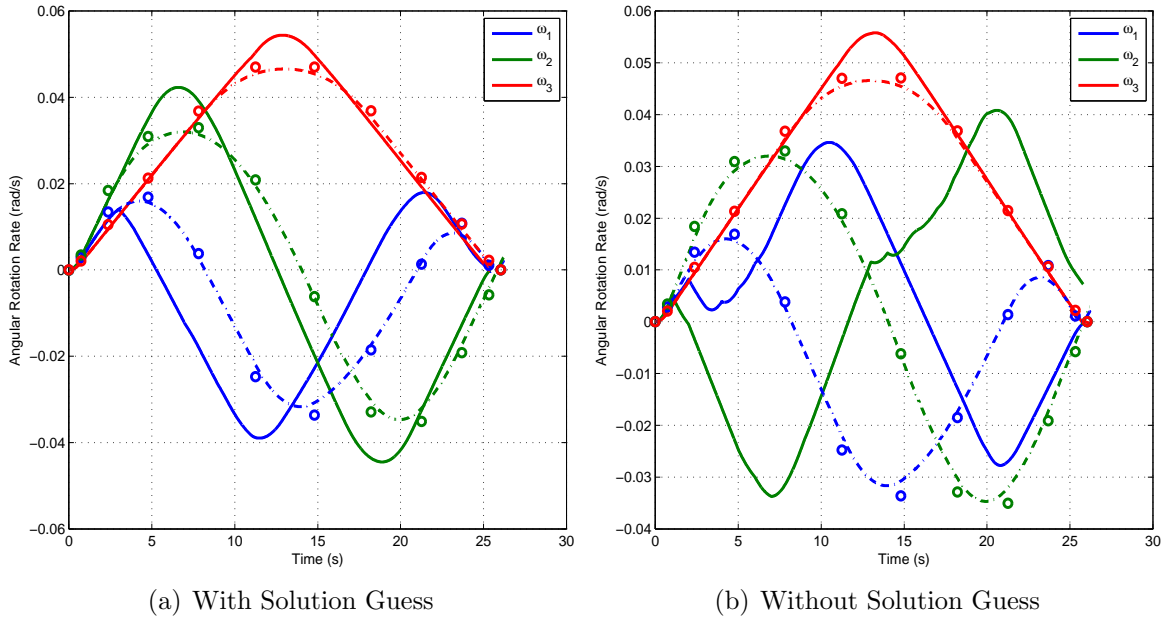 0.06
0.04
0.02
0
−0.02
−0.04
−0.06
0
5
10
15
20
25
30
Angular Rotation Rate (rad/s)
Time (s)
ω1
ω2
ω3
(a) With Solution Guess
0.06
0.05
0.04
0.03
0.02
0.01
0
−0.01
−0.02
−0.03
−0.04
0
5
10
15
20
25
30
Angular Rotation Rate (rad/s)
Time (s)
ω1
ω2
ω3
(b) Without Solution Guess